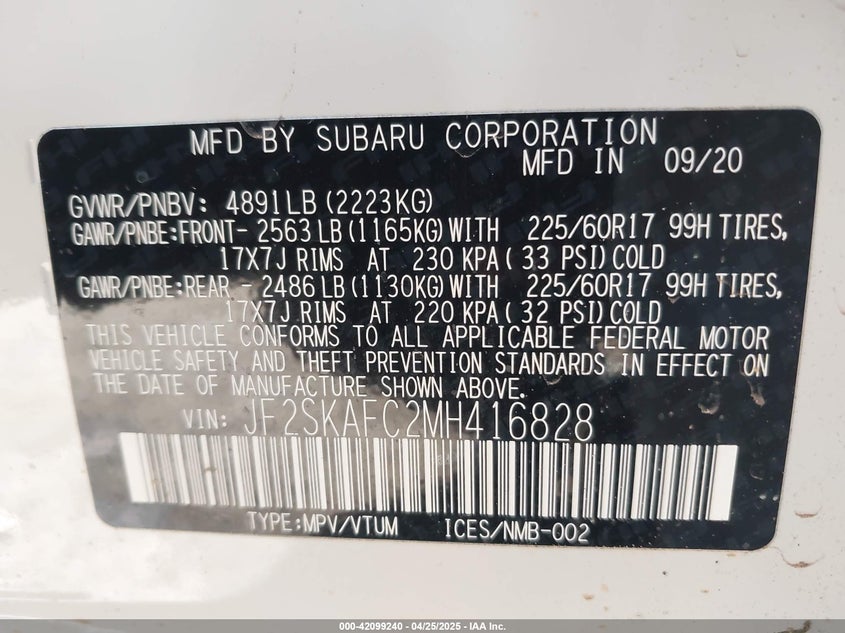 MFD BY SUBARU CORPORATION
MFD IN 09/20
GVWR/PNBV: 4891LB (2223KG)
GAWR/PNBE:FRONT- 2563 LB (1165KG) WITH 225/60R17 99H TIRES,
17X7J RIMS AT 230 KPA ( 33 PSI) COLD
GAWR/PNBE:REAR - 2486 LB (1130KG) WITH 225/60R17 99H TIRES,
17X7J RIMS AT 220 KPA ( 32 PSI) COLD
THIS VEHICLE CONFORMS TO ALL APPLICABLE FEDERAL MOTOR
VEHICLE SAFETY AND THEFT PREVENTION STANDARDS IN EFFECT ON
THE DATE OF MANUFACTURE SHOWN ABOVE.
VIN: JF2SKAFC2MH416828
TYPE:MPV/VTUM ICES/NMB-002
000-42099240 - 04/25/2025 - IAA Inc.